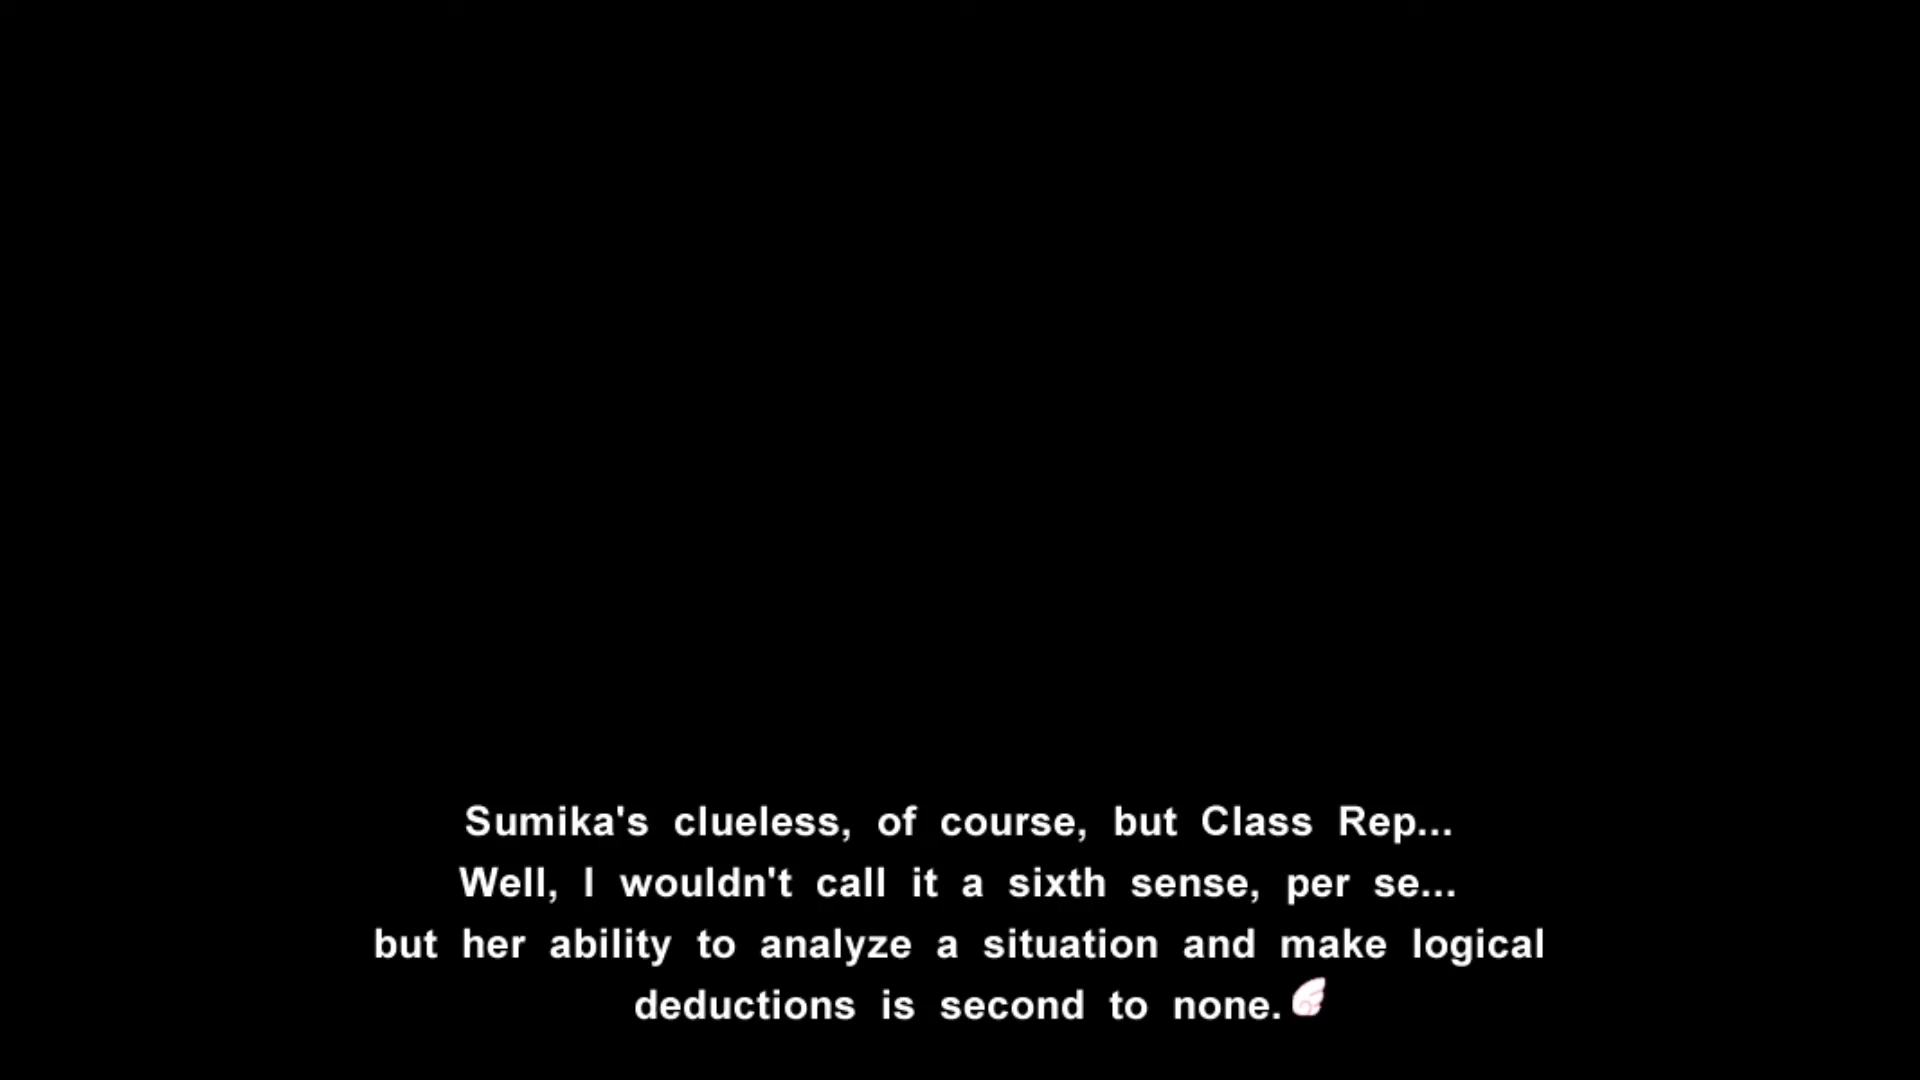 Sumika's clueless, of course, but Class Rep...
Well, I wouldn't call it a sixth sense, per se...
but her ability to analyze a situation and make logical
deductions is second to none.